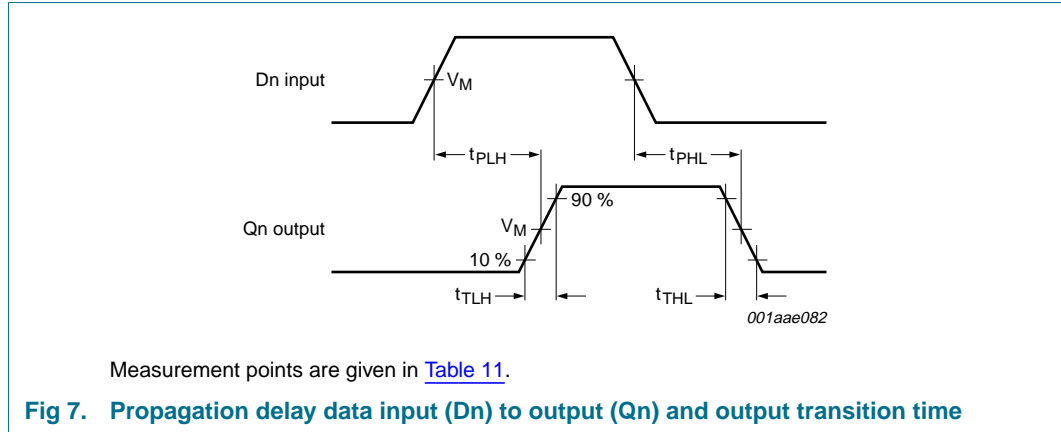 Dn input
VM
tPLH
tPHL
90 %
Qn output
VM
10 %
tTLH
tTHL
001aae082
Measurement points are given in Table 11.
Fig 7. Propagation delay data input (Dn) to output (Qn) and output transition time